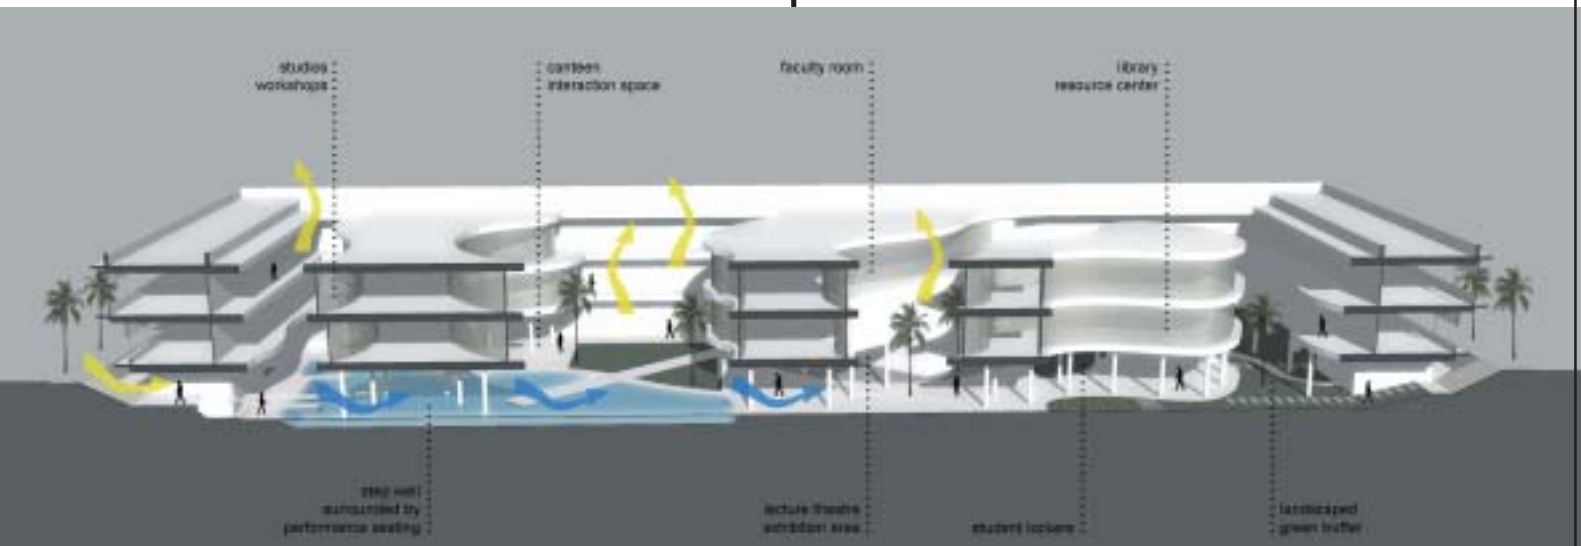 studios
workshops
canteen
interaction space
faculty room
library
resource center
step well
surrounded by
performance seating
lecture theatre
exhibition area
student lockers
landscaped
green buffer